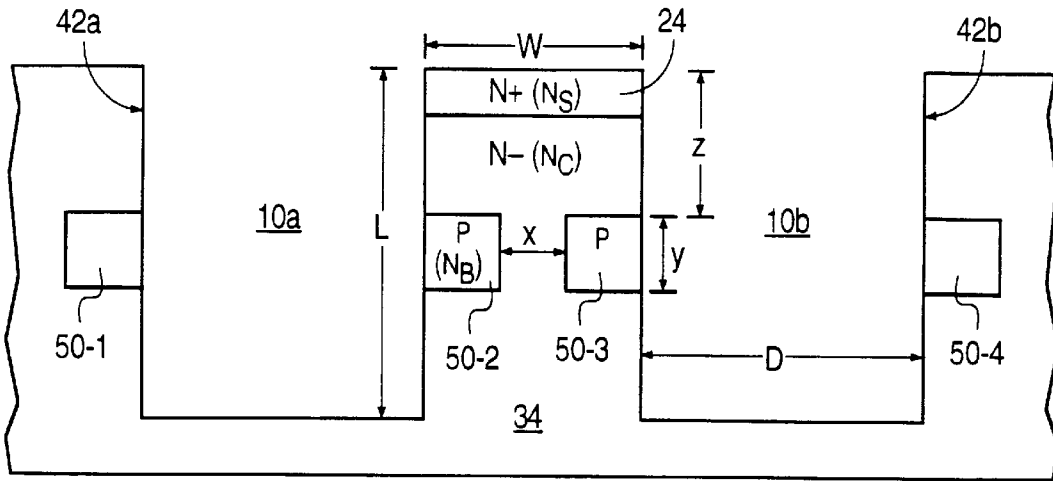 42a
W
24
42b
N+ (NS)
N– (NC)
Z
10a
L
10b
P
(NB)
x
P
y
50-1
50-2
50-3
D
50-4
34